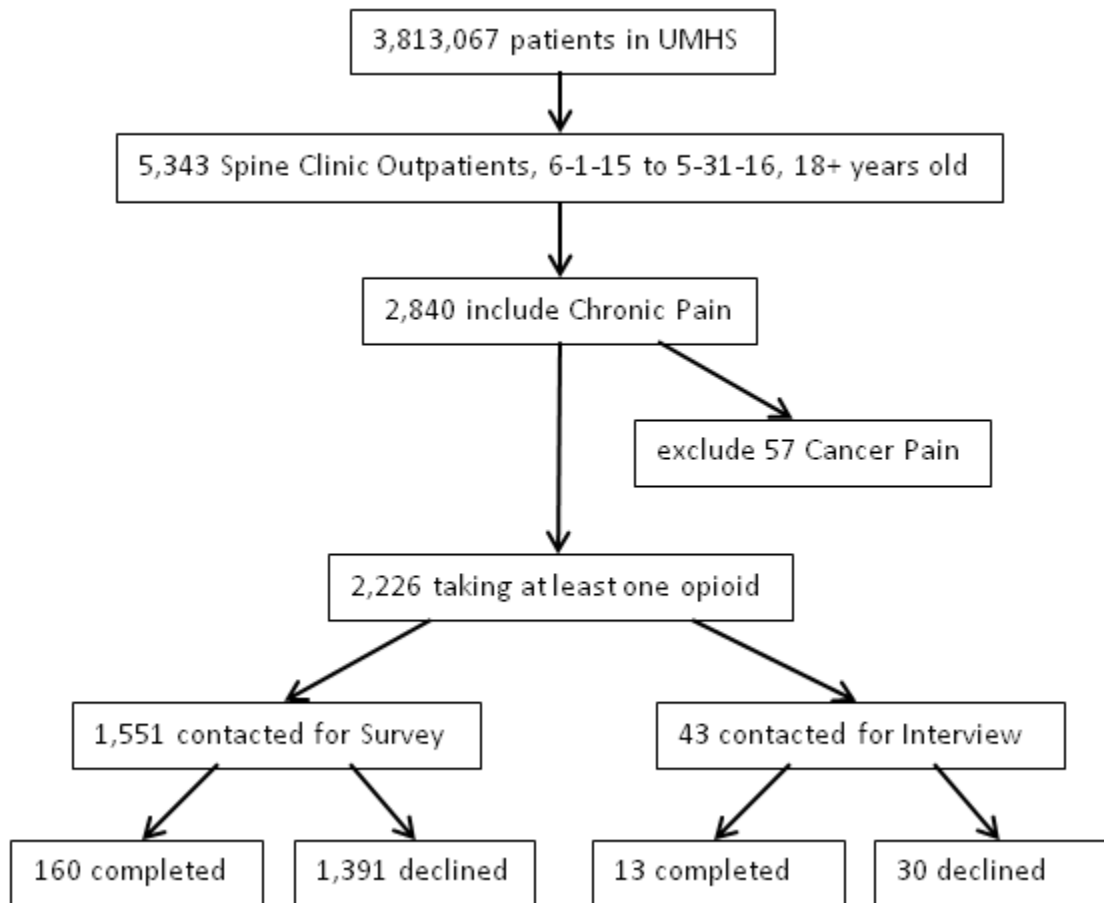 3,813,067 patients in UMHS
5,343 Spine Clinic Outpatients, 6-1-15 to 5-31-16, 18+ years old
2,840 include Chronic Pain
exclude 57 Cancer Pain
2,226 taking at least one opioid
1,551 contacted for Survey
43 contacted for Interview
160 completed
1,391 declined
13 completed
30 declined